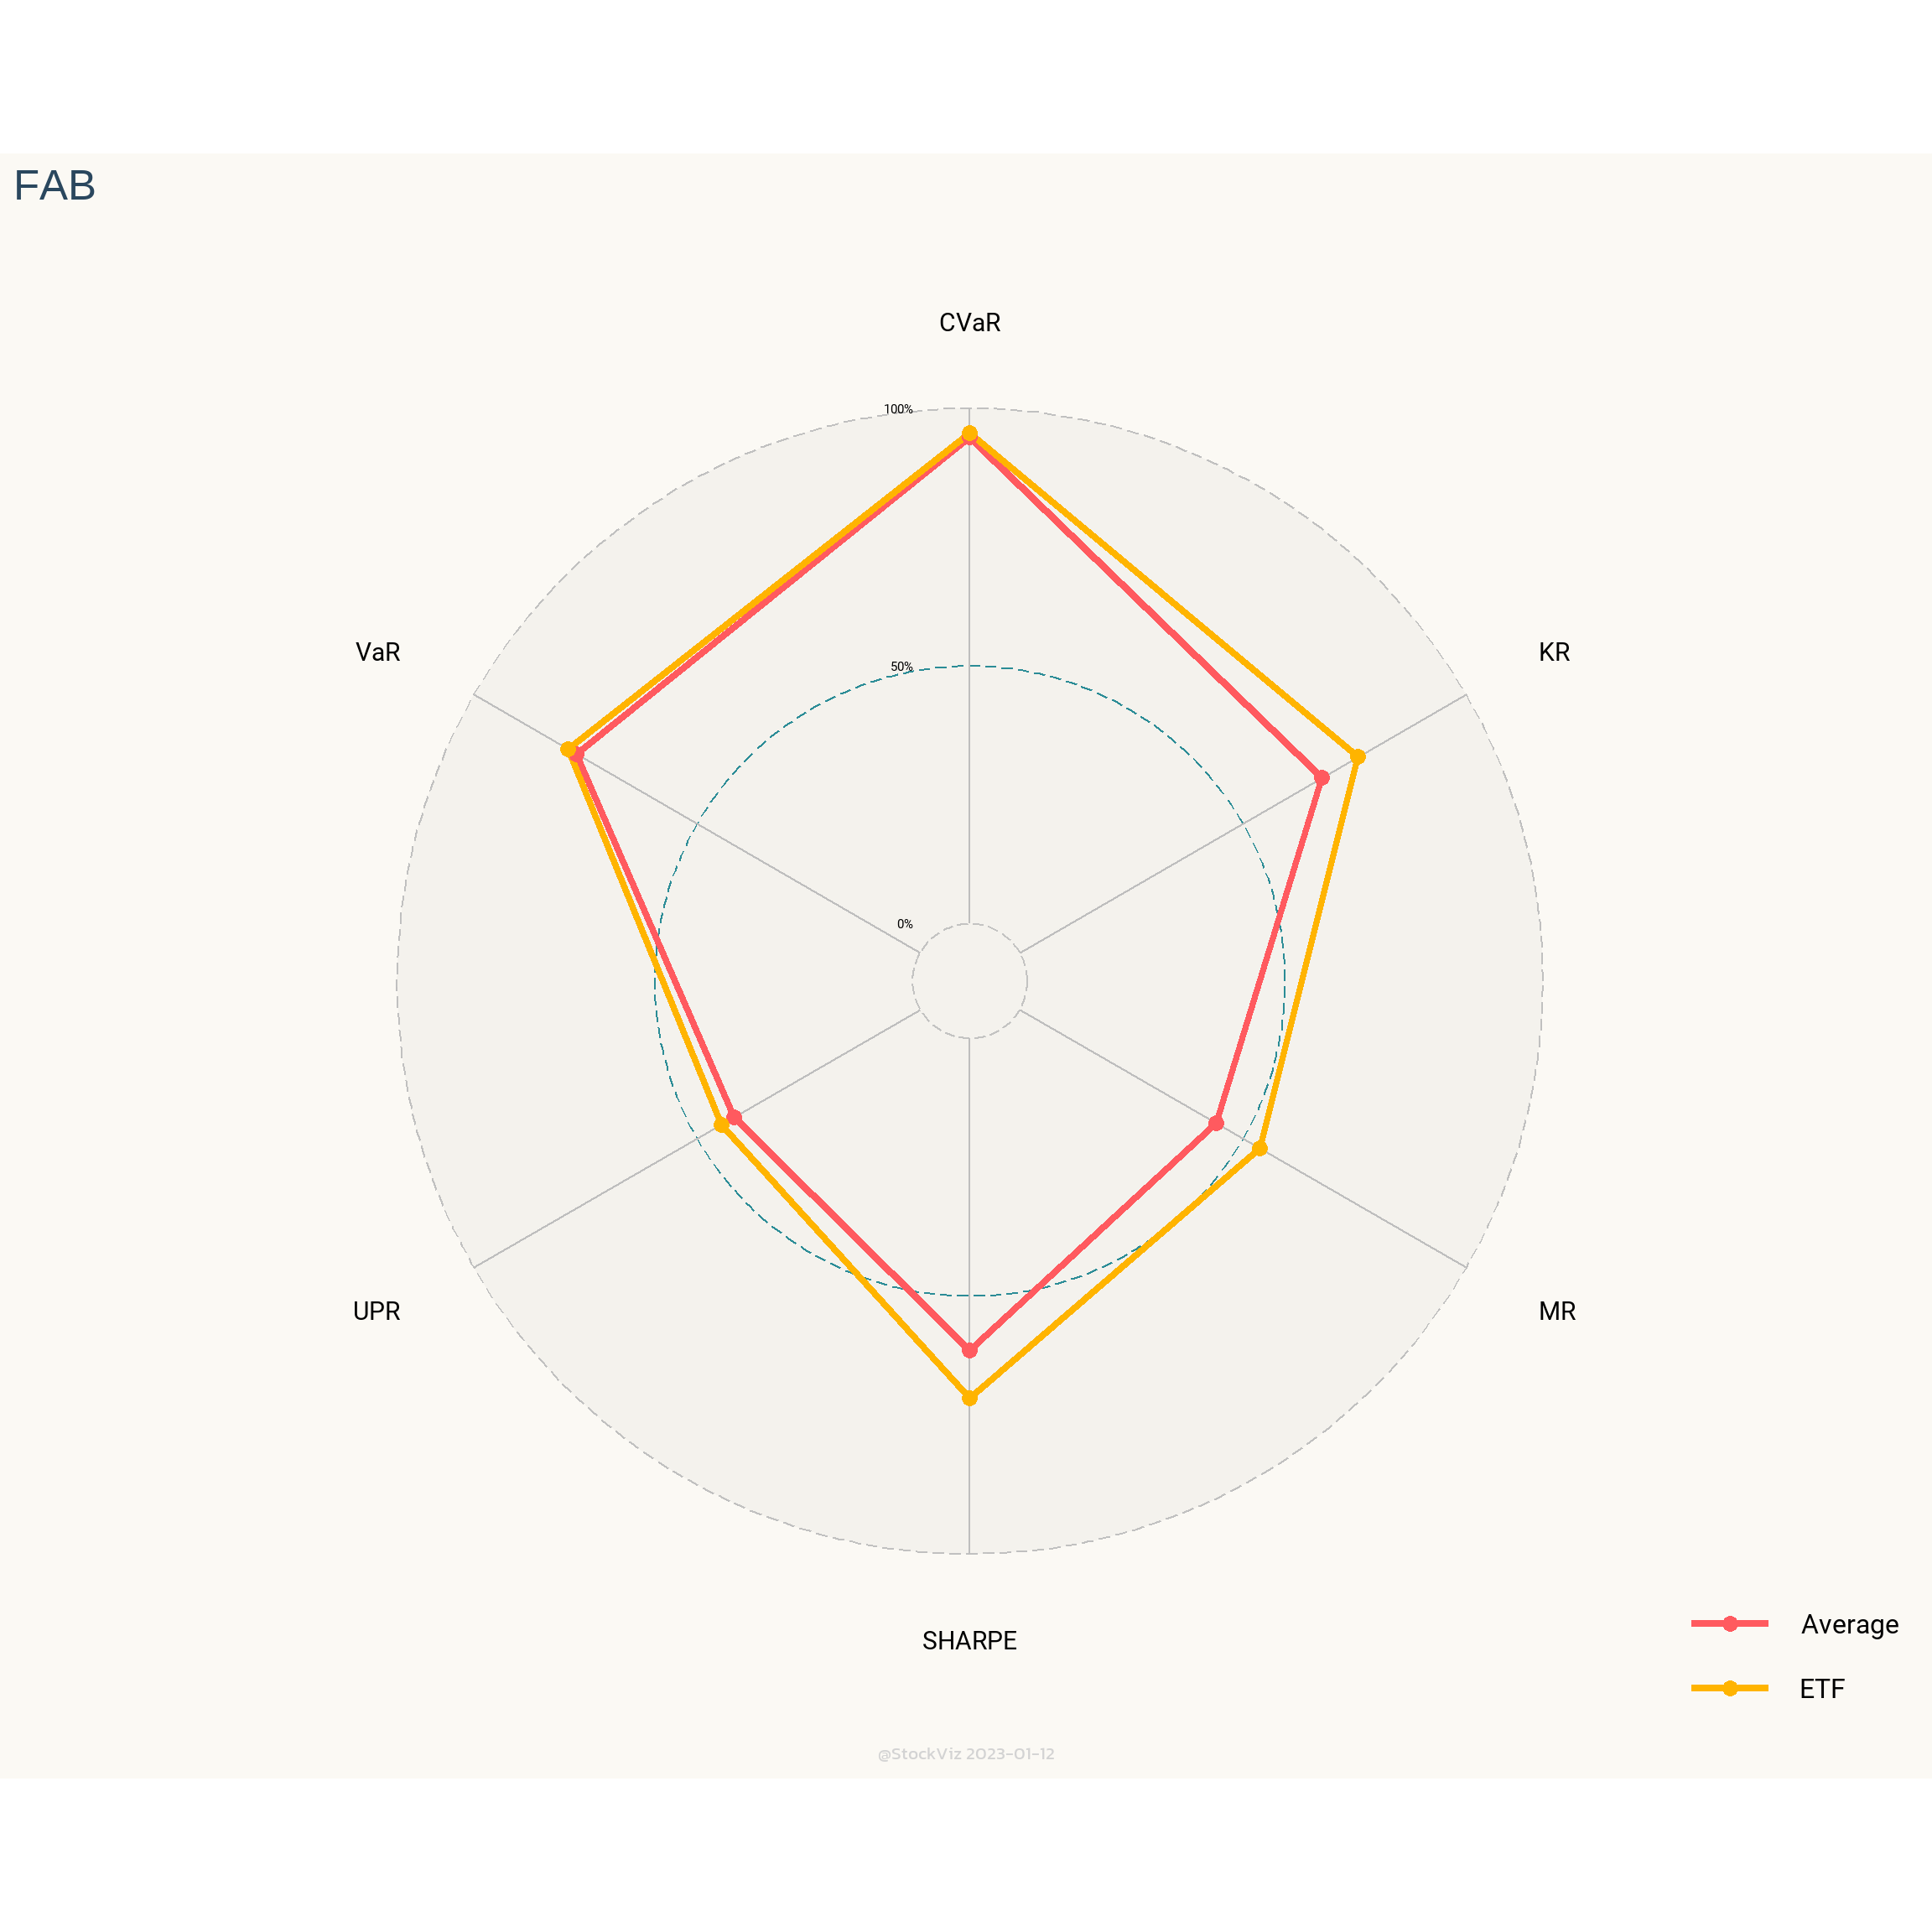 FAB
CVaR
100%
VaR
KR
50%
0%
UPR
MR
SHARPE
Average
ETF
@StockViz 2023-01-12